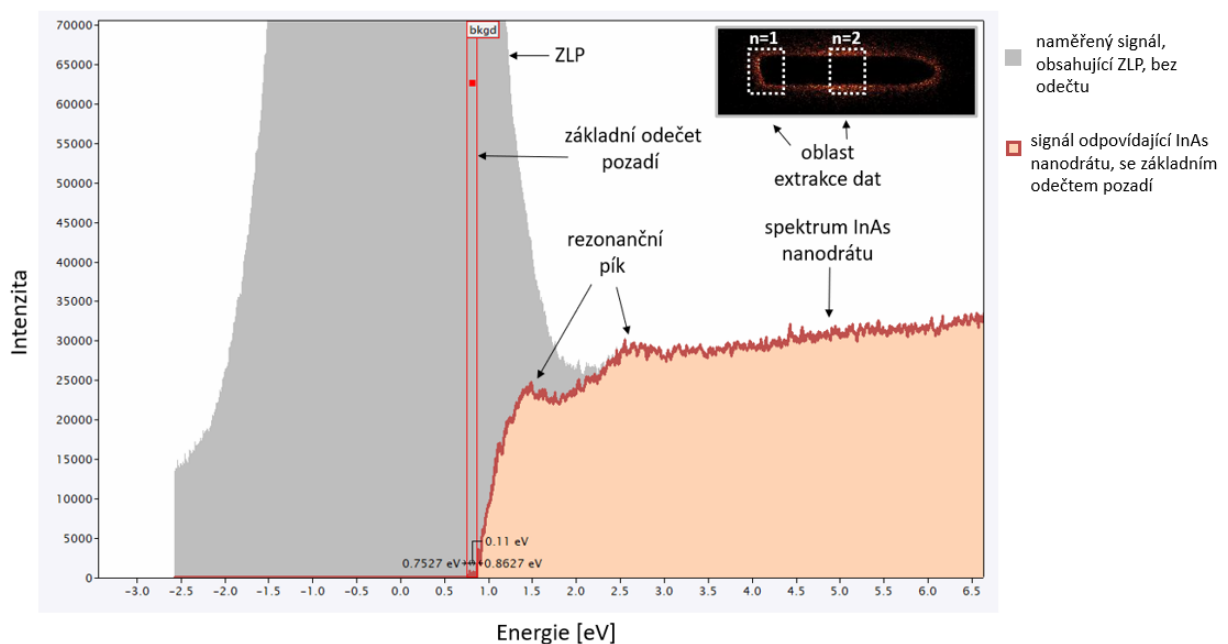 70000
65000
60000
55000
50000
45000
40000
35000
30000
25000
20000
15000
10000
5000
0
Intenzita
bkgd
ZLP
základní odečet
pozadí
n=1
n=2
oblast
extrakce dat
rezonanční
pík
spektrum InAs
nanodrátu
0.11 eV
0.7527 eV
0.8627 eV
-3.0 -2.5 -2.0 -1.5 -1.0 -0.5 0.0 0.5 1.0 1.5 2.0 2.5 3.0 3.5 4.0 4.5 5.0 5.5 6.0 6.5
Energie [eV]
naměřený signál,
obsahující ZLP, bez
odečtu
signál odpovídající InAs
nanodrátu, se základním
odečtem pozadí